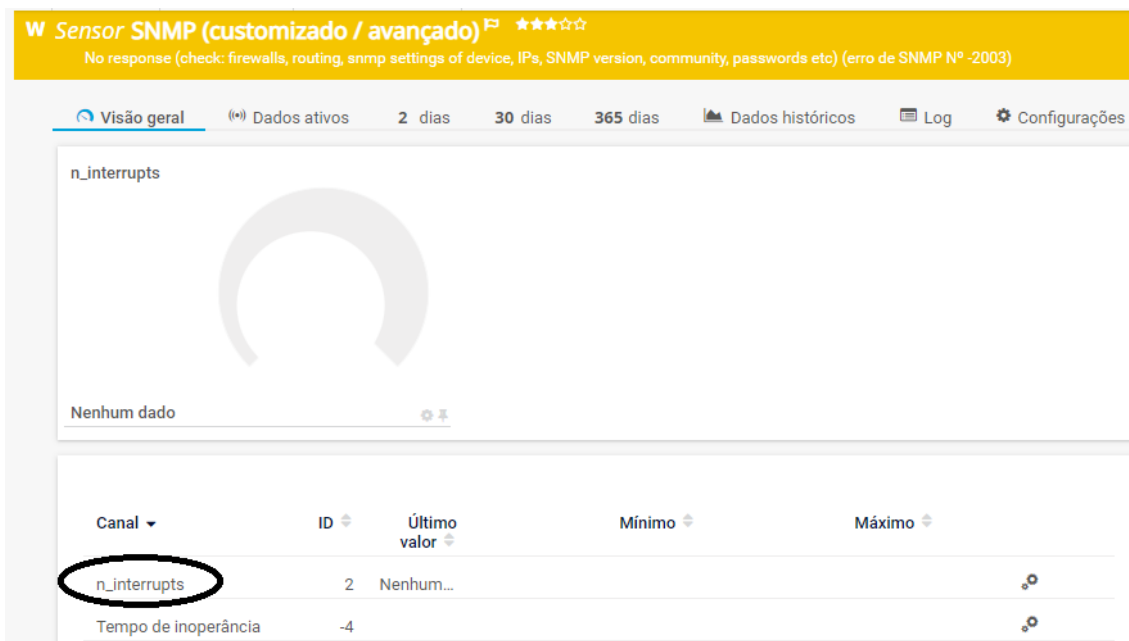 W Sensor SNMP (customizado / avançado)
No response (check: firewalls, routing, snmp settings of device, IPs, SNMP version, community, passwords etc) (erro de SNMP Nº -2003)
Visão geral Dados ativos 2 dias 30 dias 365 dias Dados históricos Log Configurações
n_interrupts
Nenhum dado
Canal ID Último valor Mínimo Máximo
n_interrupts 2 Nenhum...
Tempo de inoperância -4